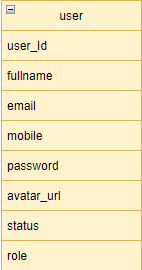 user
user_Id
fullname
email
mobile
password
avatar_url
status
role